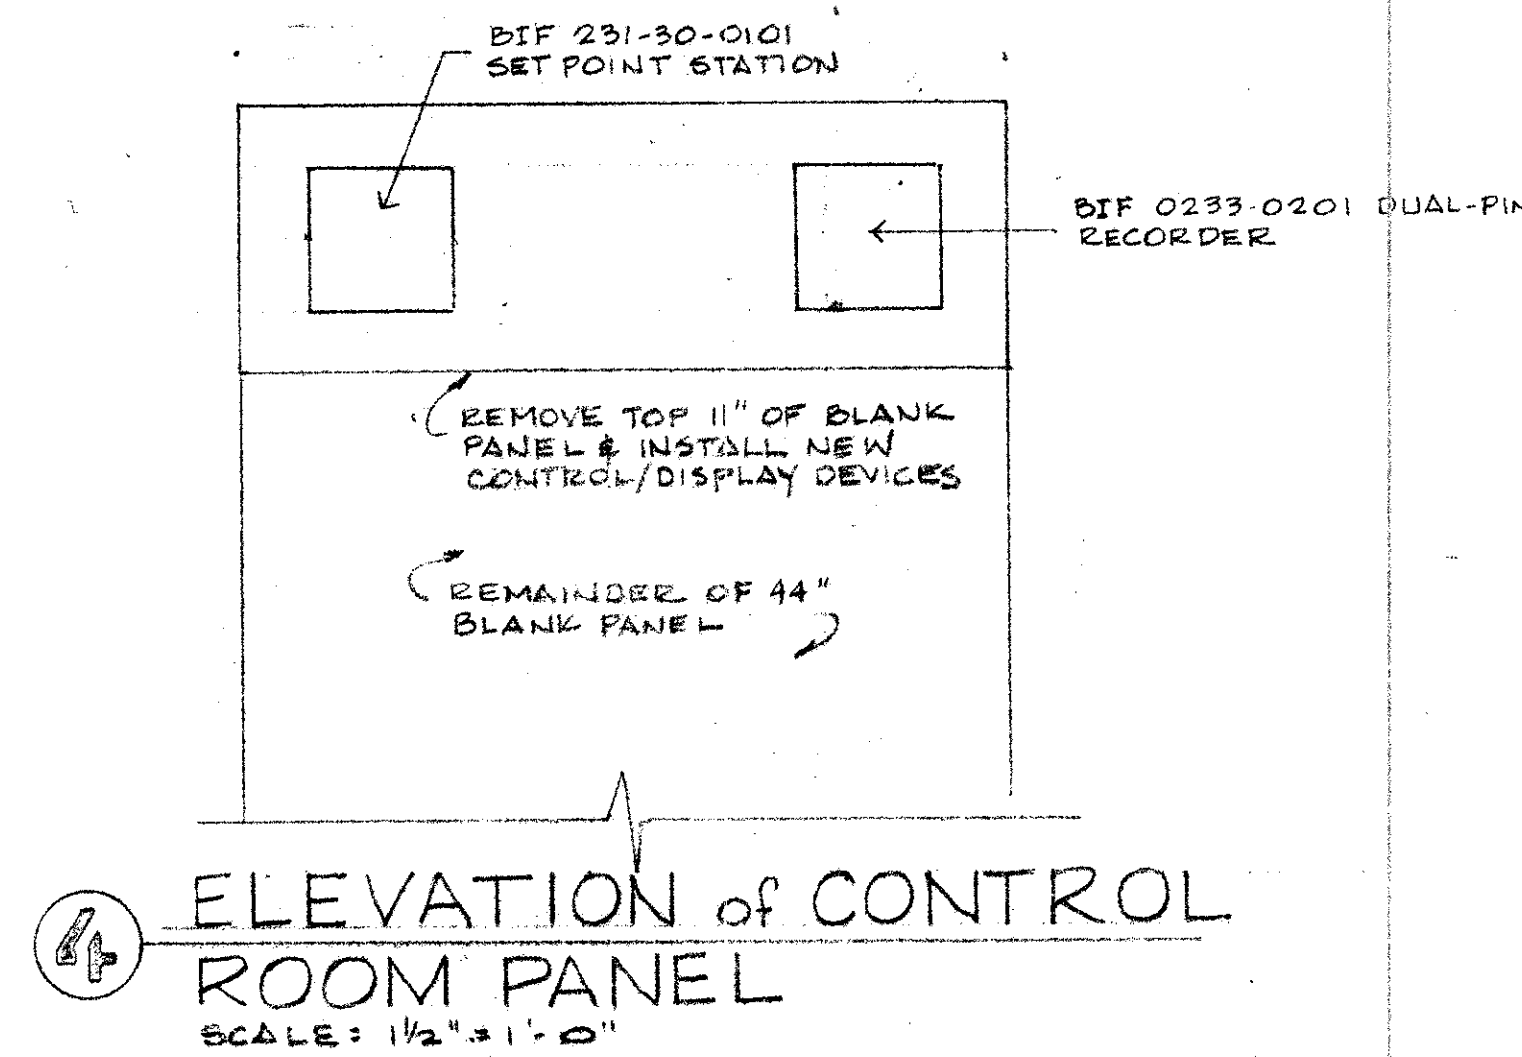 BIF 231-30-0101
SET POINT STATION
BIF 0233-0201 DUAL-PIN
RECORDER
REMOVE TOP 11" OF BLANK
PANEL & INSTALL NEW
CONTROL/DISPLAY DEVICES
REMAINDER OF 44"
BLANK PANEL
4
ELEVATION of CONTROL
ROOM PANEL
SCALE: 1 1/2" = 1'-0"